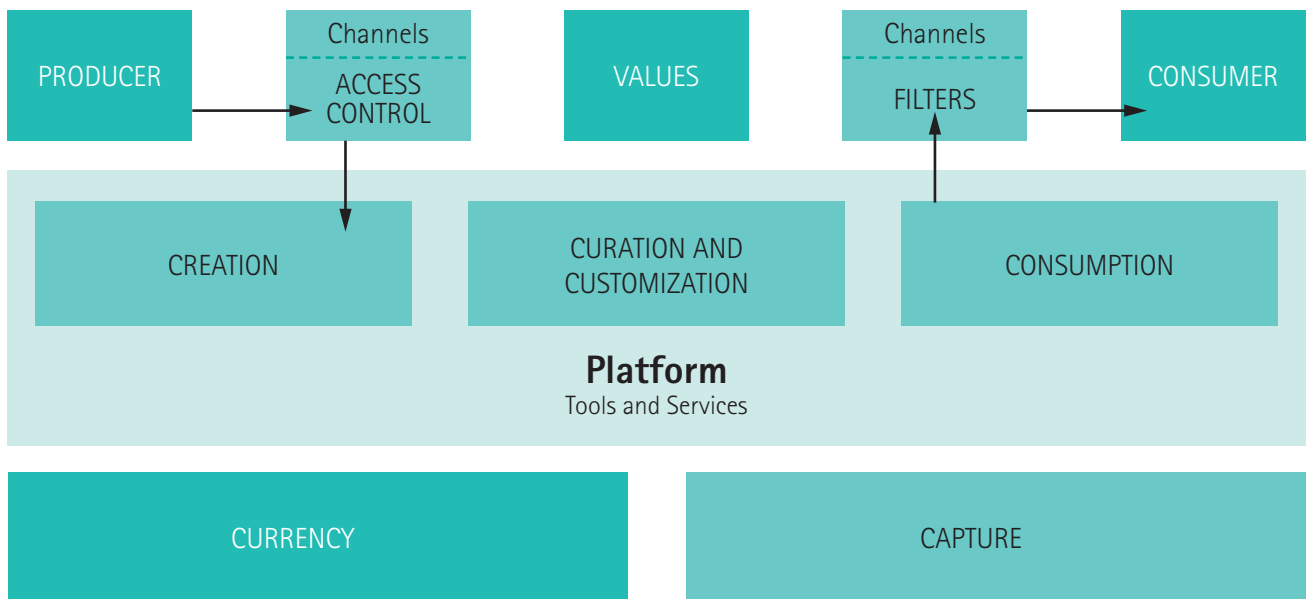 PRODUCER
Channels
ACCESS
CONTROL
VALUES
Channels
FILTERS
CONSUMER
CREATION
CURATION AND
CUSTOMIZATION
CONSUMPTION
Platform
Tools and Services
CURRENCY
CAPTURE